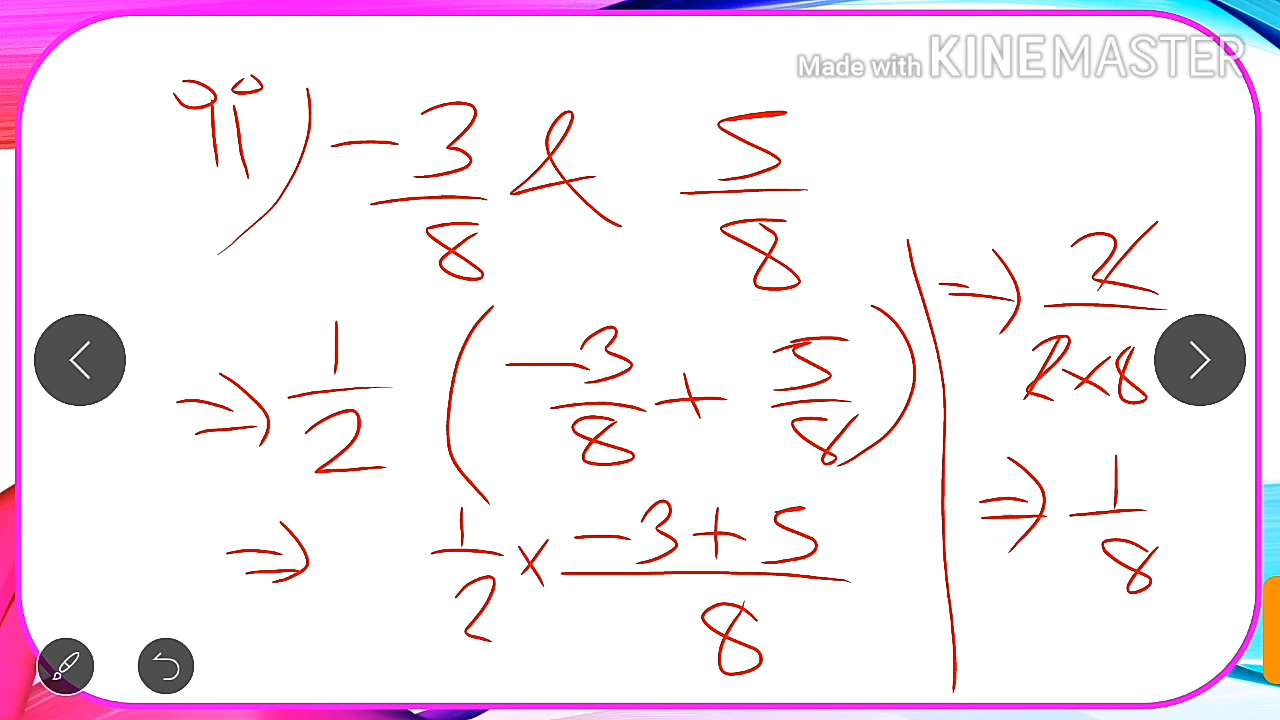 Made with KINEMASTER
ii) -3/8 & 5/8
⇒ 1/2 (-3/8 + 5/8)
⇒ 1/2 × -3+5/8
⇒ 2/2×8
⇒ 1/8